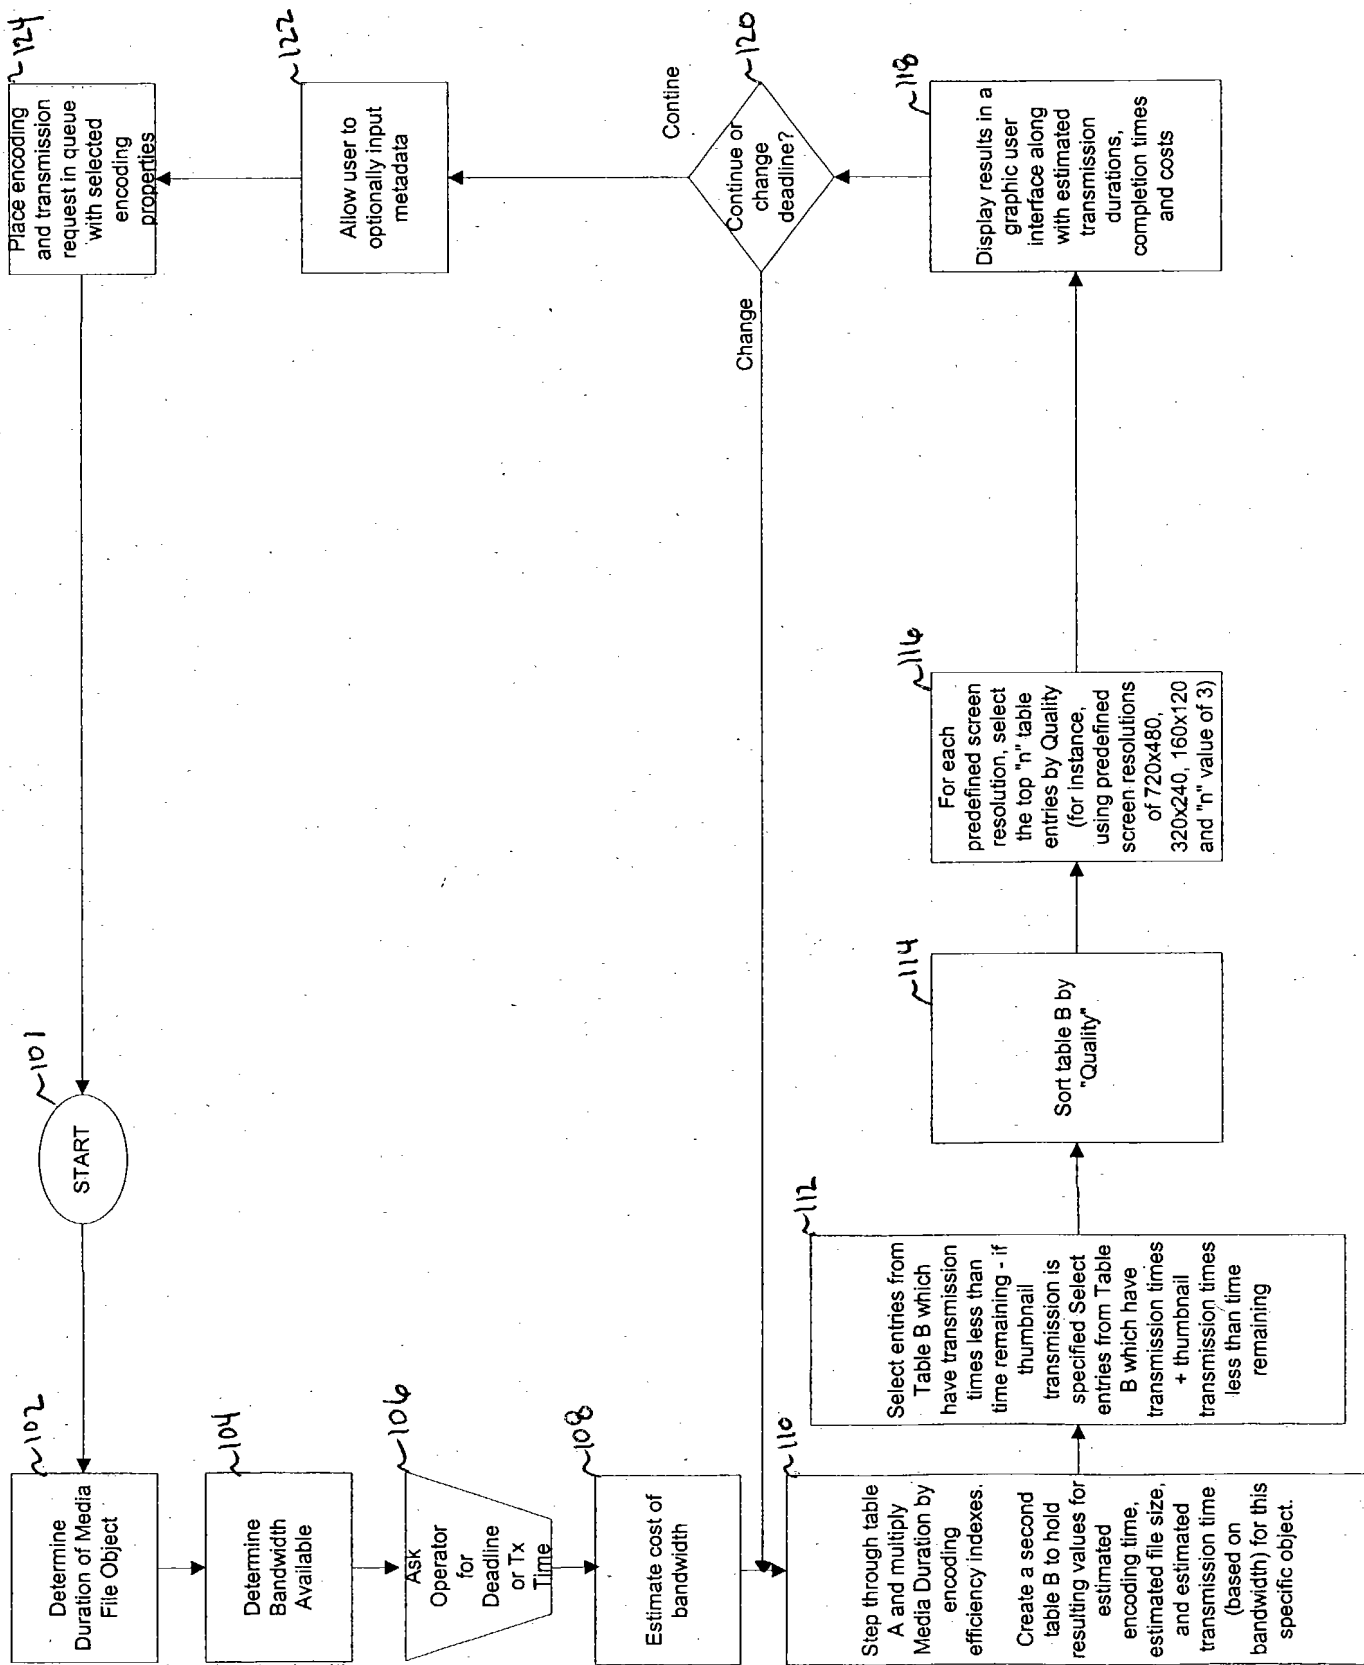 START
~101
Determine
Duration of Media
File Object
~102
Determine
Bandwidth
Available
~104
Ask
Operator
for
Deadline
or Tx
Time
~106
Estimate cost of
bandwidth
~108
Step through table
A and multiply
Media Duration by
encoding
efficiency indexes.
Create a second
table B to hold
resulting values for
estimated
encoding time,
estimated file size,
and estimated
transmission time
(based on
bandwidth) for this
specific object.
~110
Select entries from
Table B which
have transmission
times less than
time remaining - if
thumbnail
transmission is
specified Select
entries from Table
B which have
transmission times
+ thumbnail
transmission times
less than time
remaining
~112
Sort table B by
"Quality"
~114
For each
predefined screen
resolution, select
the top "n" table
entries by Quality
(for instance,
using predefined
screen resolutions
of 720x480,
320x240, 160x120
and "n" value of 3)
~116
Display results in a
graphic user
interface along
with estimated
transmission
durations,
completion times
and costs
~118
Continue or
change
deadline?
~120
Change
Contine
Allow user to
optionally input
metadata
~122
Place encoding
and transmission
request in queue
with selected
encoding
properties
~124